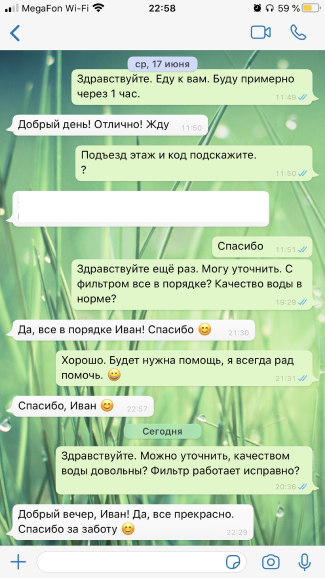 MegaFon Wi-Fi 22:58 59 %
ср, 17 июня
Здравствуйте. Еду к вам. Буду примерно
через 1 час.
11:49
Добрый день! Отлично! Жду
11:50
Подъезд этаж и код подскажите.
?
11:50
Спасибо
11:51
Здравствуйте ещё раз. Могу уточнить. С
фильтром все в порядке? Качество воды в
норме?
19:29
Да, все в порядке Иван! Спасибо 😊
21:30
Хорошо. Будет нужна помощь, я всегда рад
помочь. 😊
21:31
Спасибо, Иван 😊
22:57
Сегодня
Здравствуйте. Можно уточнить, качеством
воды довольны? Фильтр работает исправно?
20:36
Добрый вечер, Иван! Да, все прекрасно.
Спасибо за заботу 😊
22:29